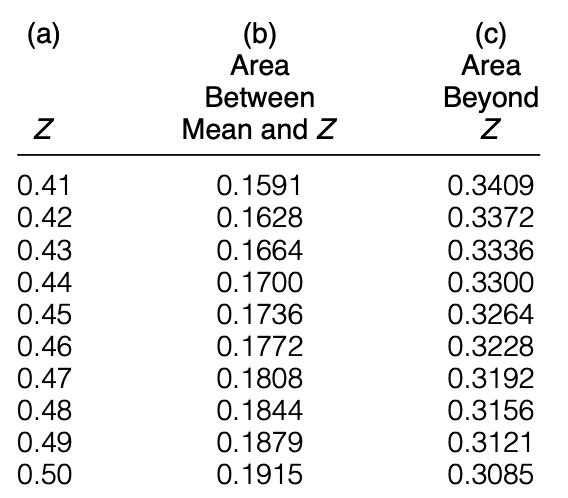 (a) (b) (c)
Area Area
Between Beyond
Z Mean and Z Z
0.41 0.1591 0.3409
0.42 0.1628 0.3372
0.43 0.1664 0.3336
0.44 0.1700 0.3300
0.45 0.1736 0.3264
0.46 0.1772 0.3228
0.47 0.1808 0.3192
0.48 0.1844 0.3156
0.49 0.1879 0.3121
0.50 0.1915 0.3085